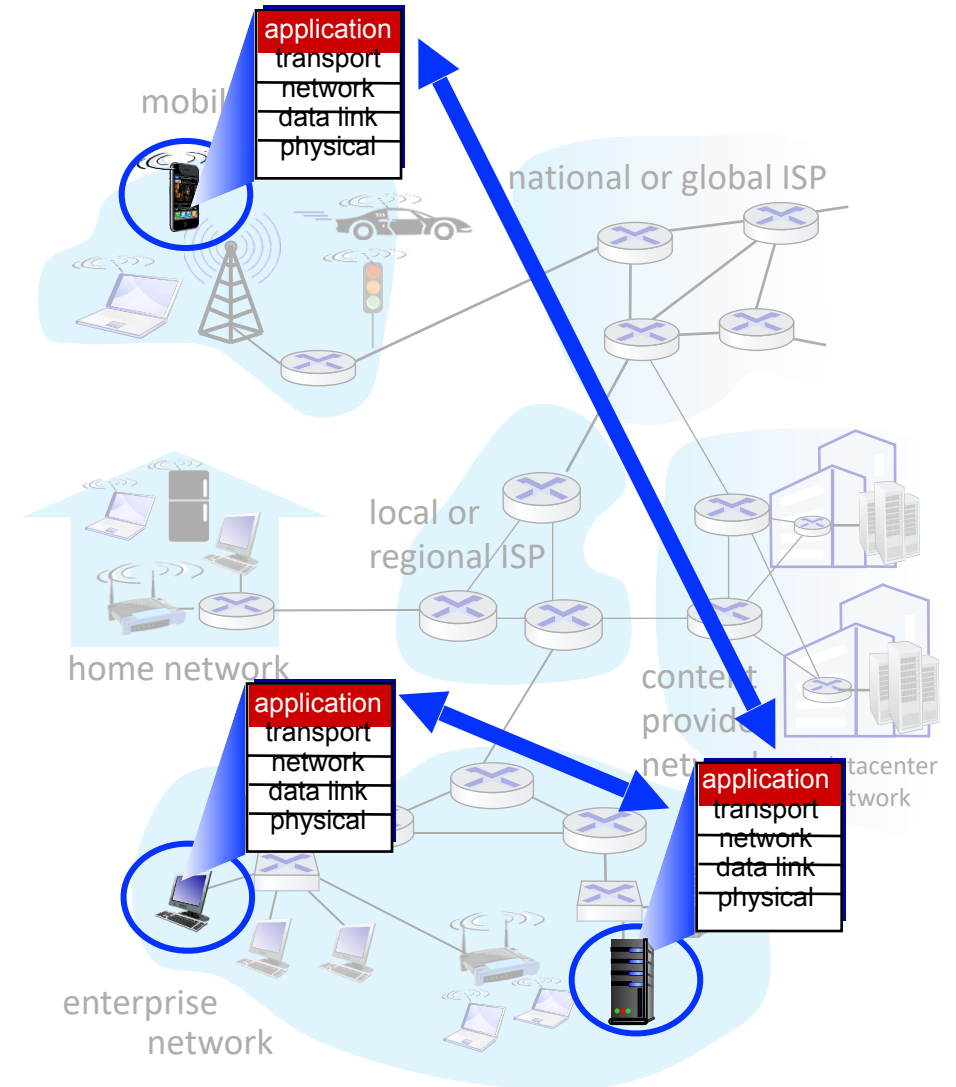 application
transport
network
data link
physical
mobil
national or global ISP
local or
regional ISP
home network
content
provide
application
transport
network
data link
physical
application
transport
network
data link
physical
tacenter
twork
enterprise
network